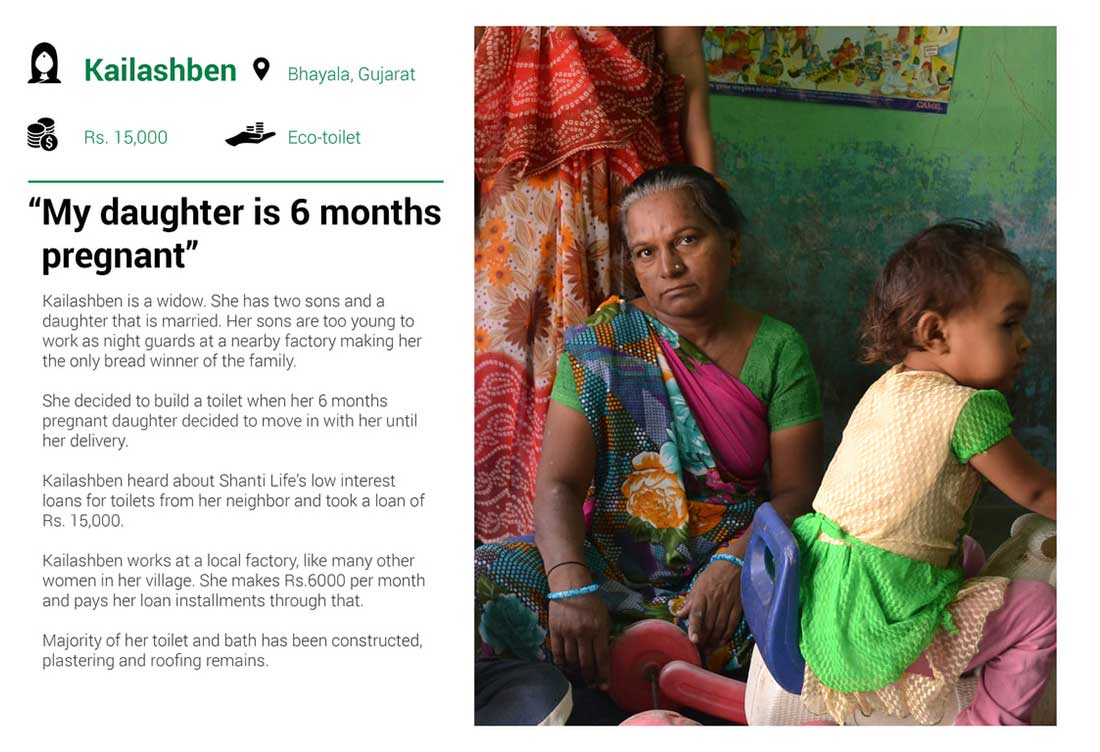 Kailashben
Bhayala, Gujarat
Rs. 15,000
Eco-toilet
“My daughter is 6 months
pregnant”
Kailashben is a widow. She has two sons and a
daughter that is married. Her sons are too young to
work as night guards at a nearby factory making her
the only bread winner of the family.
She decided to build a toilet when her 6 months
pregnant daughter decided to move in with her until
her delivery.
Kailashben heard about Shanti Life’s low interest
loans for toilets from her neighbor and took a loan of
Rs. 15,000.
Kailashben works at a local factory, like many other
women in her village. She makes Rs.6000 per month
and pays her loan installments through that.
Majority of her toilet and bath has been constructed,
plastering and roofing remains.
CAMEL